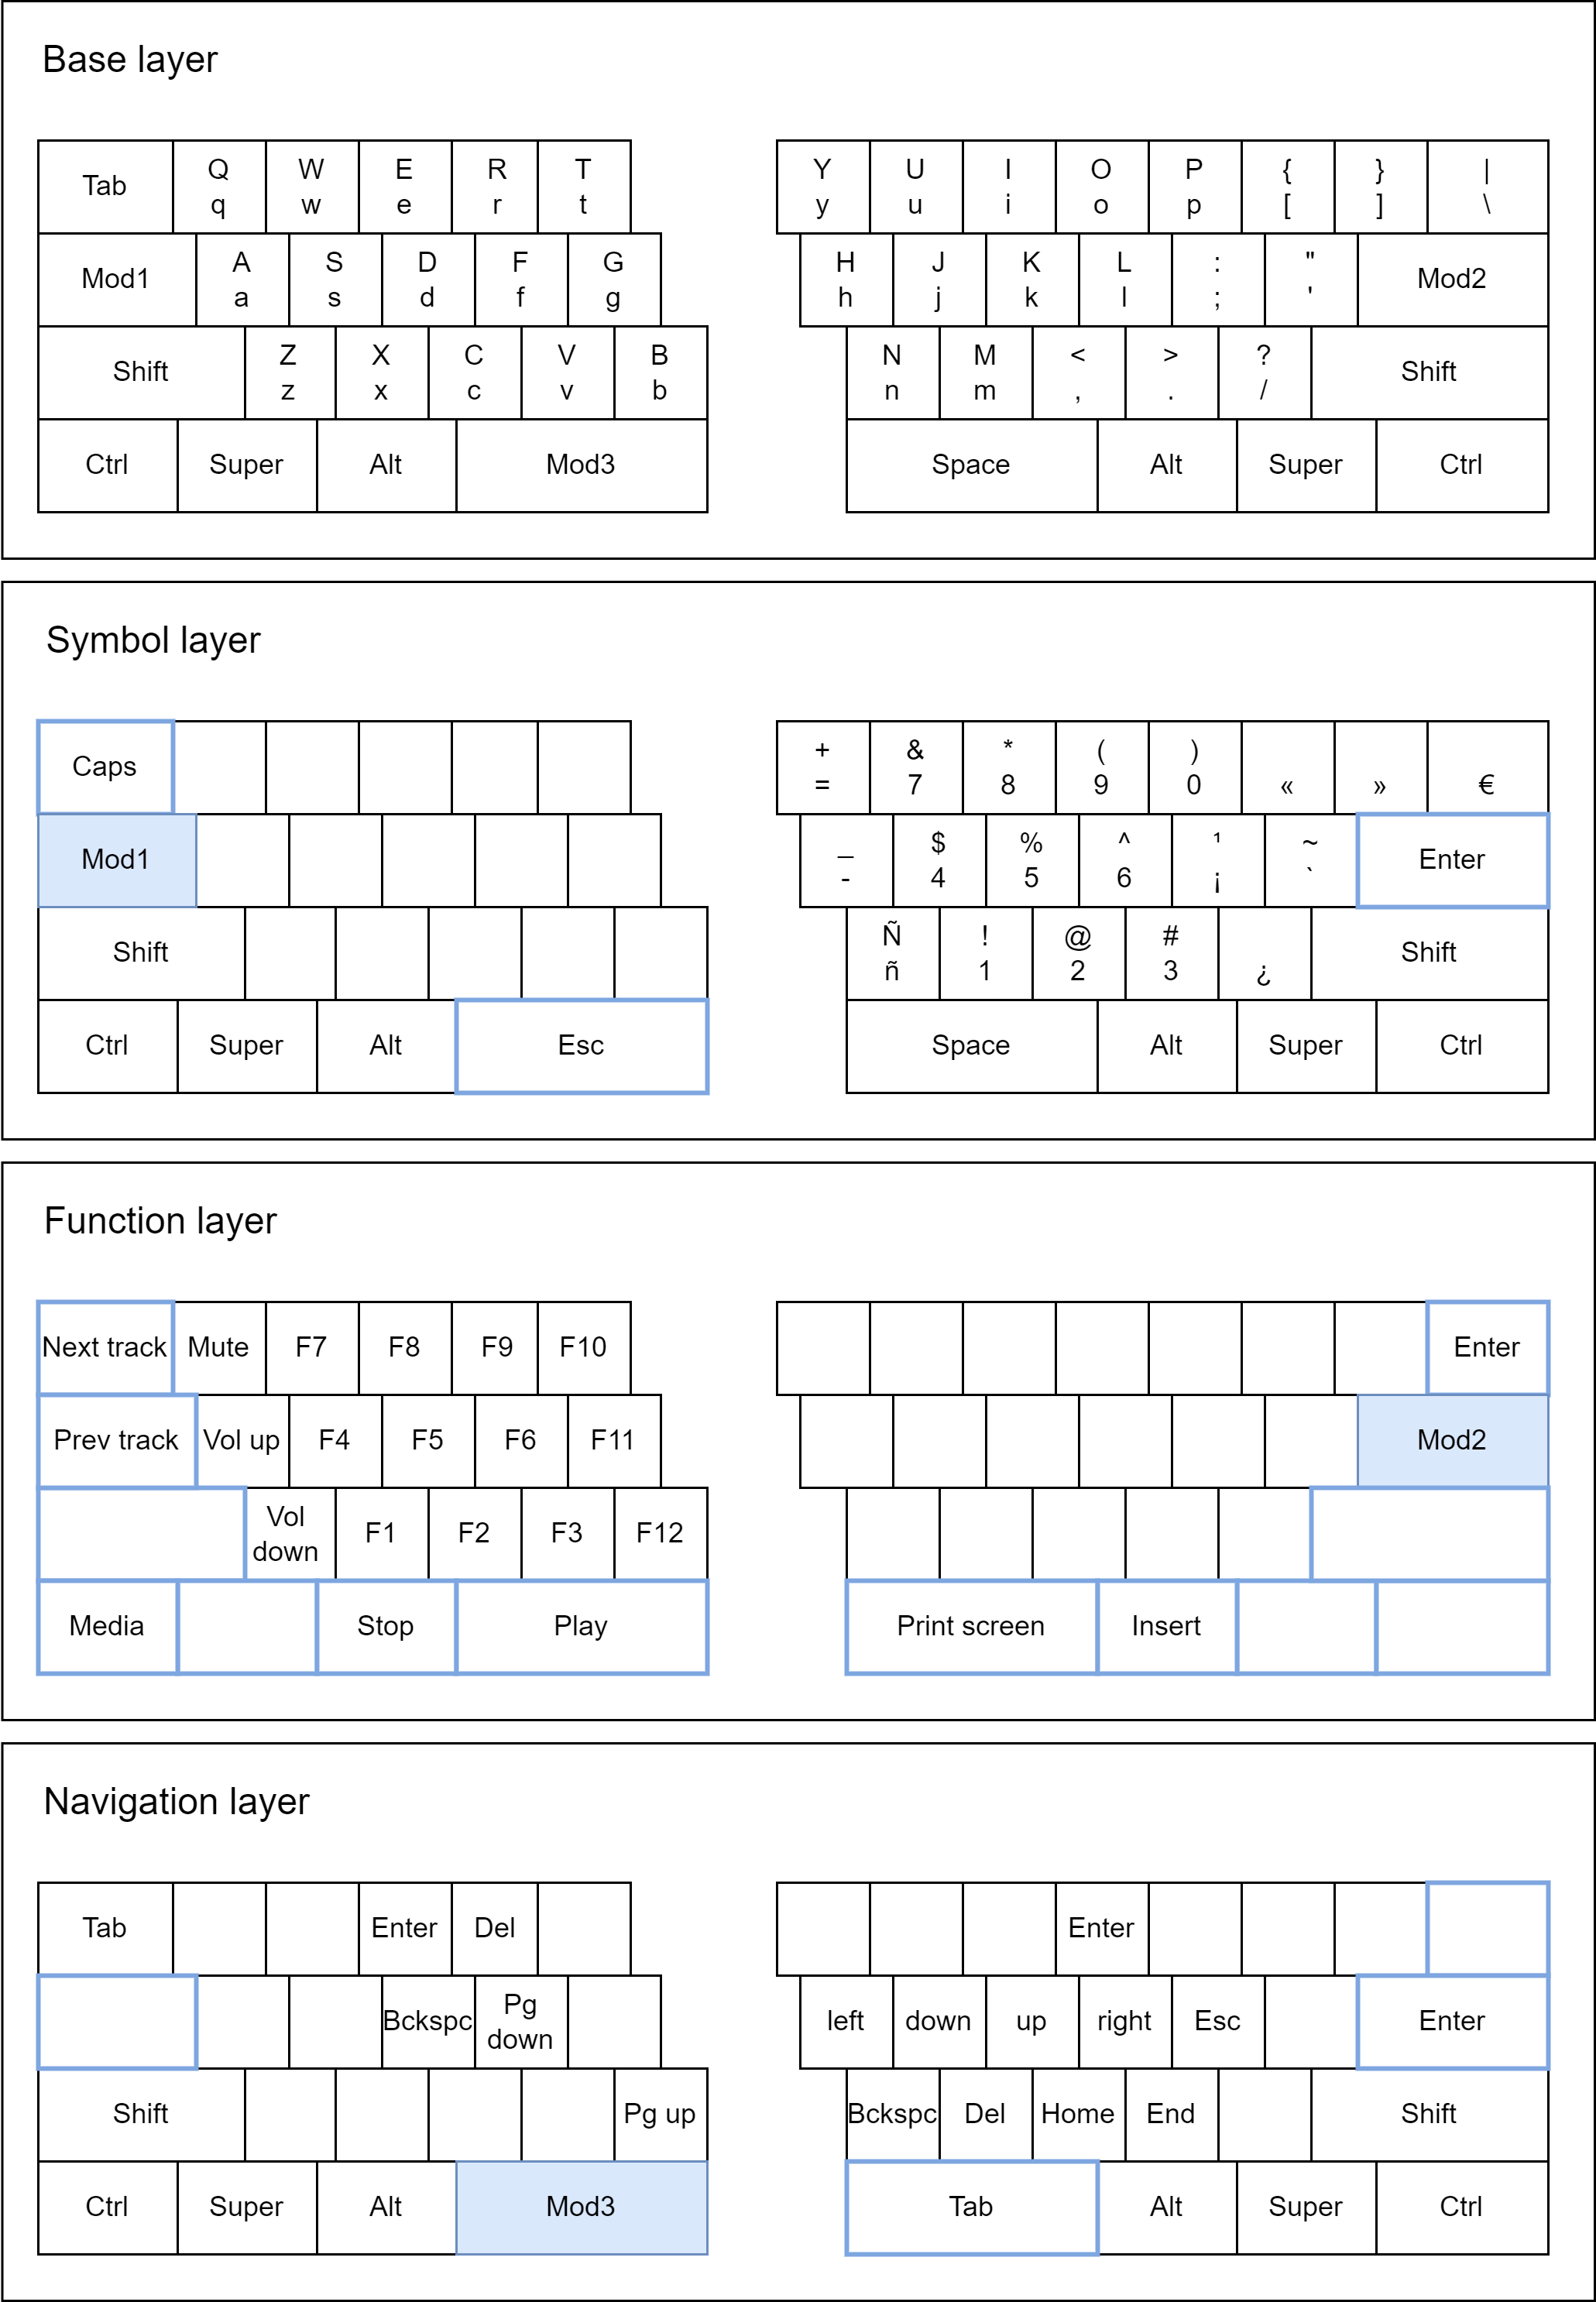 Base layer
Tab Q W E R T Y U I O P { } |
q w e r t y u i o p [ ] \
Mod1 A S D F G H J K L : " Mod2
a s d f g h j k l ; '
Shift Z X C V B N M < > ? Shift
z x c v b n m , . /
Ctrl Super Alt Mod3 Space Alt Super Ctrl
Symbol layer
Caps + & * ( )
= 7 8 9 0 « » €
Mod1 _ $ % ^ ¹ ~ Enter
- 4 5 6 ¡ `
Shift Ñ ! @ # Shift
ñ 1 2 3 ¿
Ctrl Super Alt Esc Space Alt Super Ctrl
Function layer
Next track Mute F7 F8 F9 F10 Enter
Prev track Vol up F4 F5 F6 F11 Mod2
Vol
down F1 F2 F3 F12
Media Stop Play Print screen Insert
Navigation layer
Tab Enter Del Enter
Bckspc Pg
down left down up right Esc Enter
Shift Pg up Bckspc Del Home End Shift
Ctrl Super Alt Mod3 Tab Alt Super Ctrl